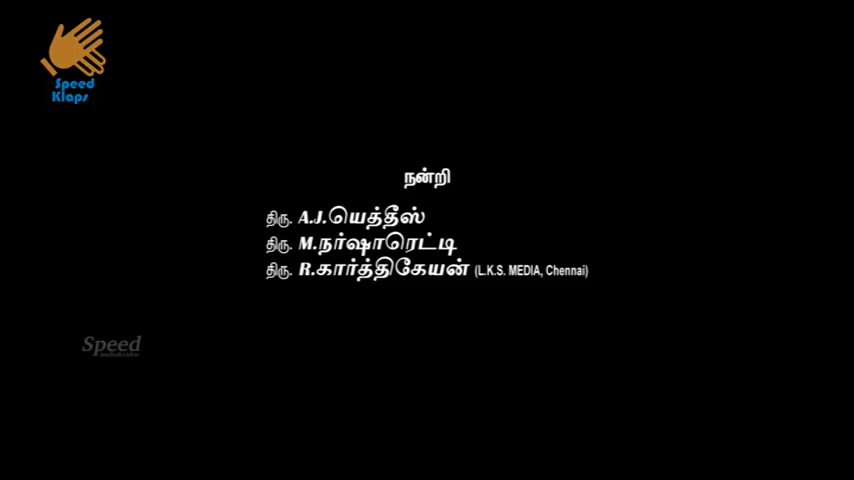 Speed
Klaps
நன்றி
திரு. A.J.யெத்தீஸ்
திரு. M.நர்ஷாரெட்டி
திரு. R.கார்த்திகேயன் (L.K.S. MEDIA, Chennai)
Speed